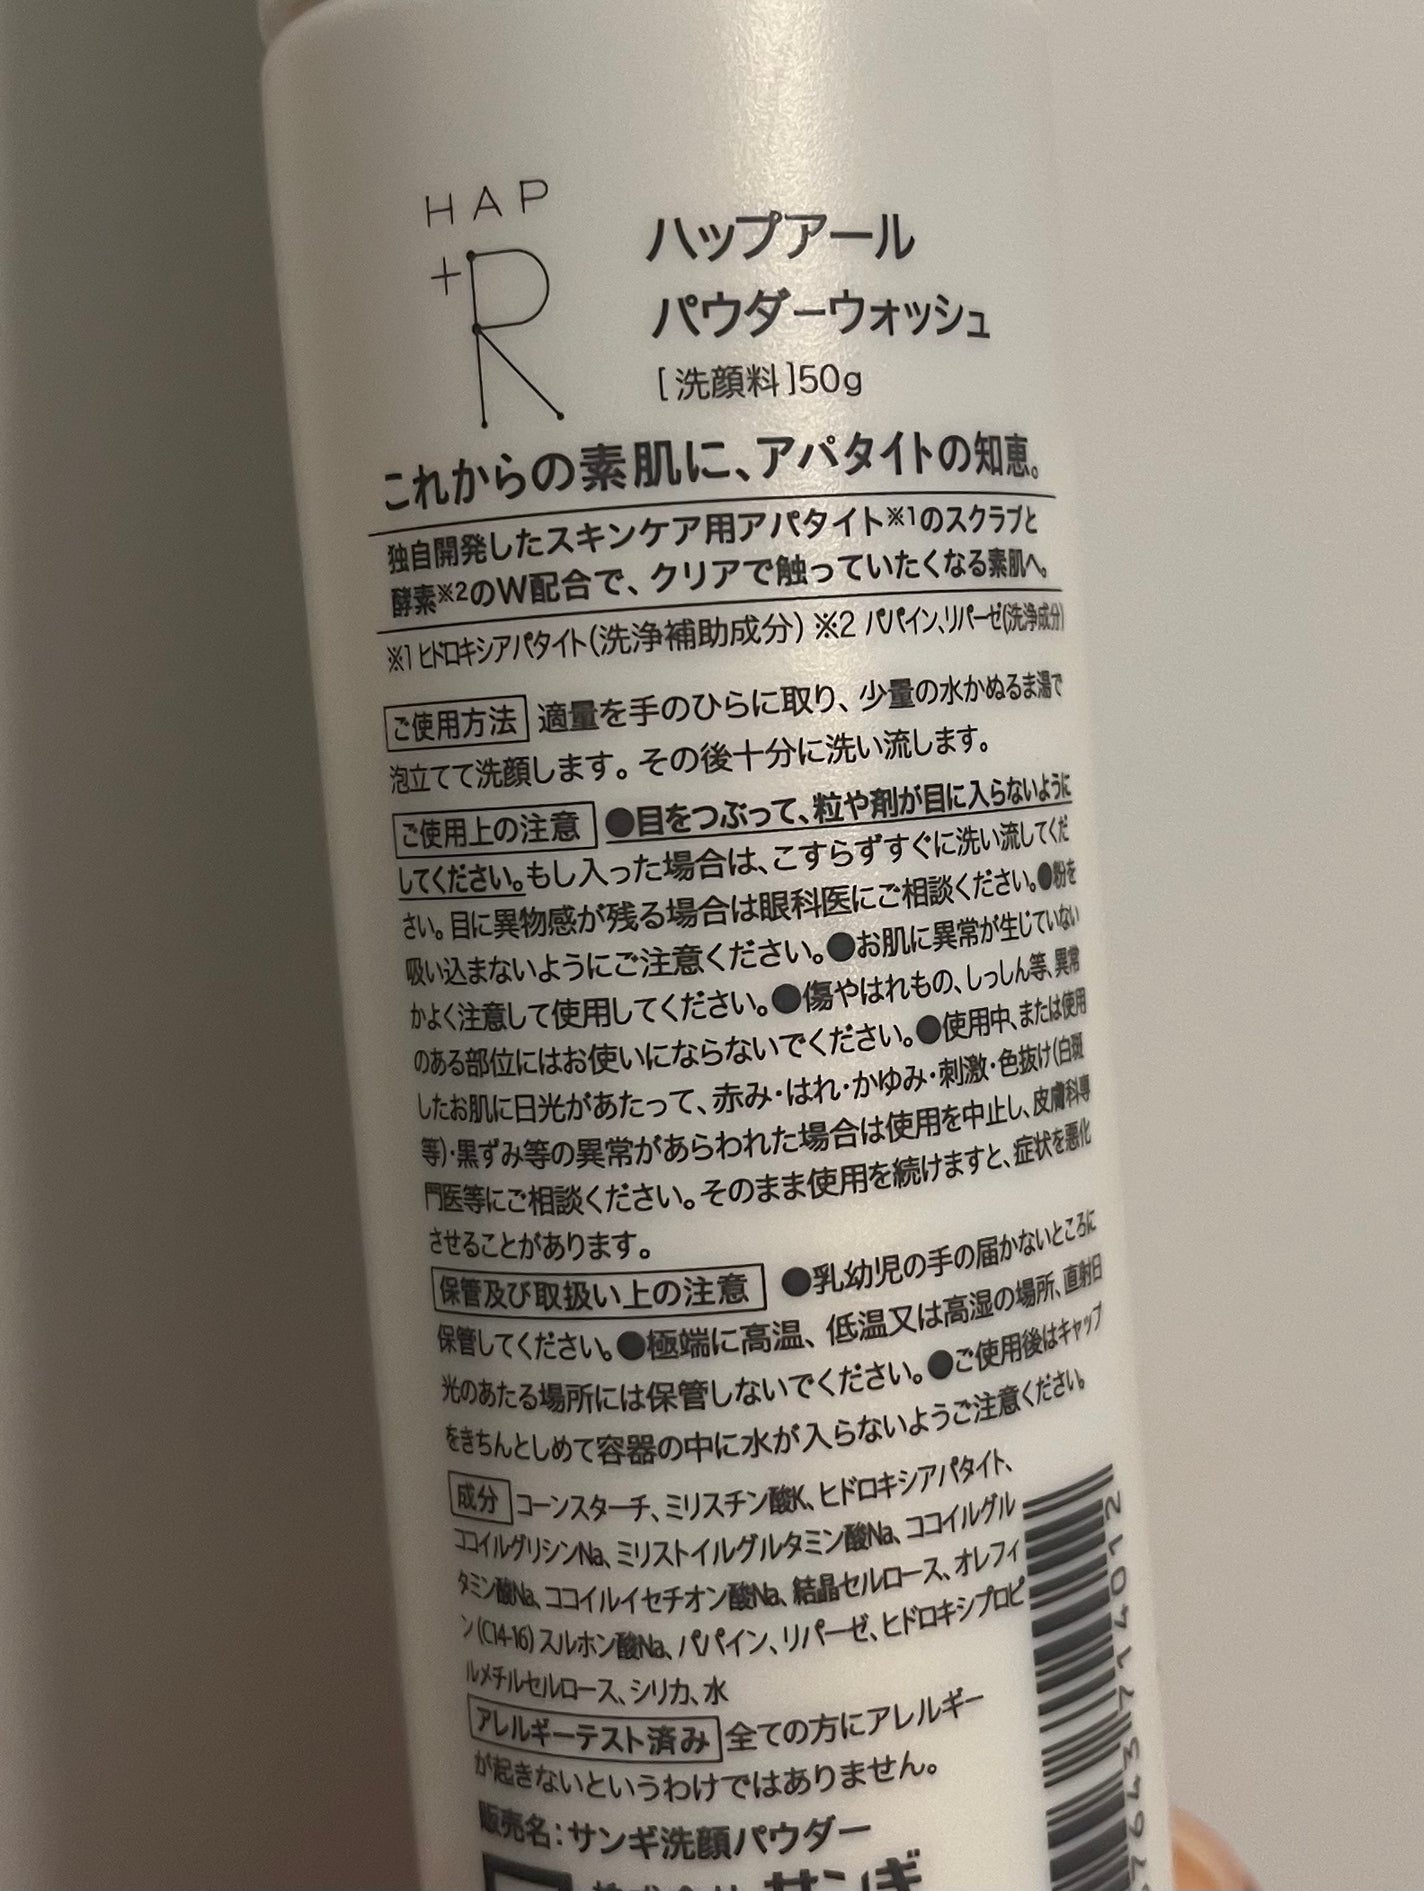 HAP
+R
ハップアール
パウダーウォッシュ
[洗顔料]50g
これからの素肌に、アパタイトの知恵。
独自開発したスキンケア用アパタイト※1のスクラブと
酵素※2のW配合で、クリアで触っていたくなる素肌へ。
※1 ヒドロキシアパタイト(洗浄補助成分) ※2 パパイン、リパーゼ(洗浄成分)
ご使用方法 適量を手のひらに取り、少量の水かぬるま湯で
泡立てて洗顔します。その後十分に洗い流します。
ご使用上の注意 ●目をつぶって、粒や剤が目に入らないように
してください。もし入った場合は、こすらずすぐに洗い流してくだ
さい。目に異物感が残る場合は眼科医にご相談ください。●粉を
吸い込まないようにご注意ください。●お肌に異常が生じていない
かよく注意して使用してください。●傷やはれもの、しっしん等、異常
のある部位にはお使いにならないでください。●使用中、または使用
したお肌に日光があたって、赤み・はれ・かゆみ・刺激・色抜け(白斑
等)・黒ずみ等の異常があらわれた場合は使用を中止し、皮膚科専
門医等にご相談ください。そのまま使用を続けますと、症状を悪化
させることがあります。
保管及び取扱い上の注意 ●乳幼児の手の届かないところに
保管してください。●極端に高温、低温又は高湿の場所、直射日
光のあたる場所には保管しないでください。●ご使用後はキャップ
をきちんとしめて容器の中に水が入らないようご注意ください。
成分 コーンスターチ、ミリスチン酸K、ヒドロキシアパタイト、
ココイルグリシンNa、ミリストイルグルタミン酸Na、ココイルグル
タミン酸Na、ココイルイセチオン酸Na、結晶セルロース、オレフィ
ン(C14-16)スルホン酸Na、パパイン、リパーゼ、ヒドロキシプロピ
ルメチルセルロース、シリカ、水
アレルギーテスト済み 全ての方にアレルギー
が起きないというわけではありません。
販売名：サンギ洗顔パウダー
株式会社 サンギ